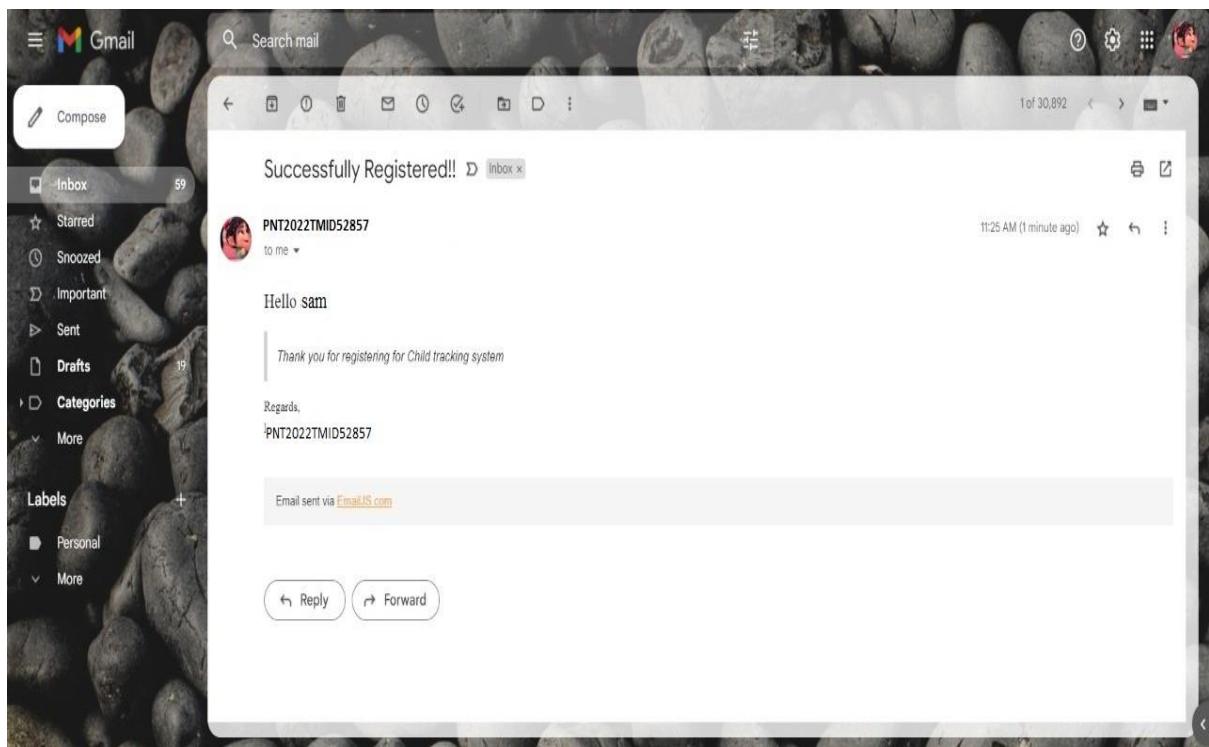 Gmail
Search mail
Compose
1 of 30,892
Inbox 59
Starred
Snoozed
Important
Sent
Drafts 19
Categories
More
Labels +
Personal
More
Successfully Registered!! Inbox x
PNT2022TMID52857
11:25 AM (1 minute ago)
to me
Hello sam
Thank you for registering for Child tracking system
Regards,
PNT2022TMID52857
Email sent via EmailJS.com
Reply Forward